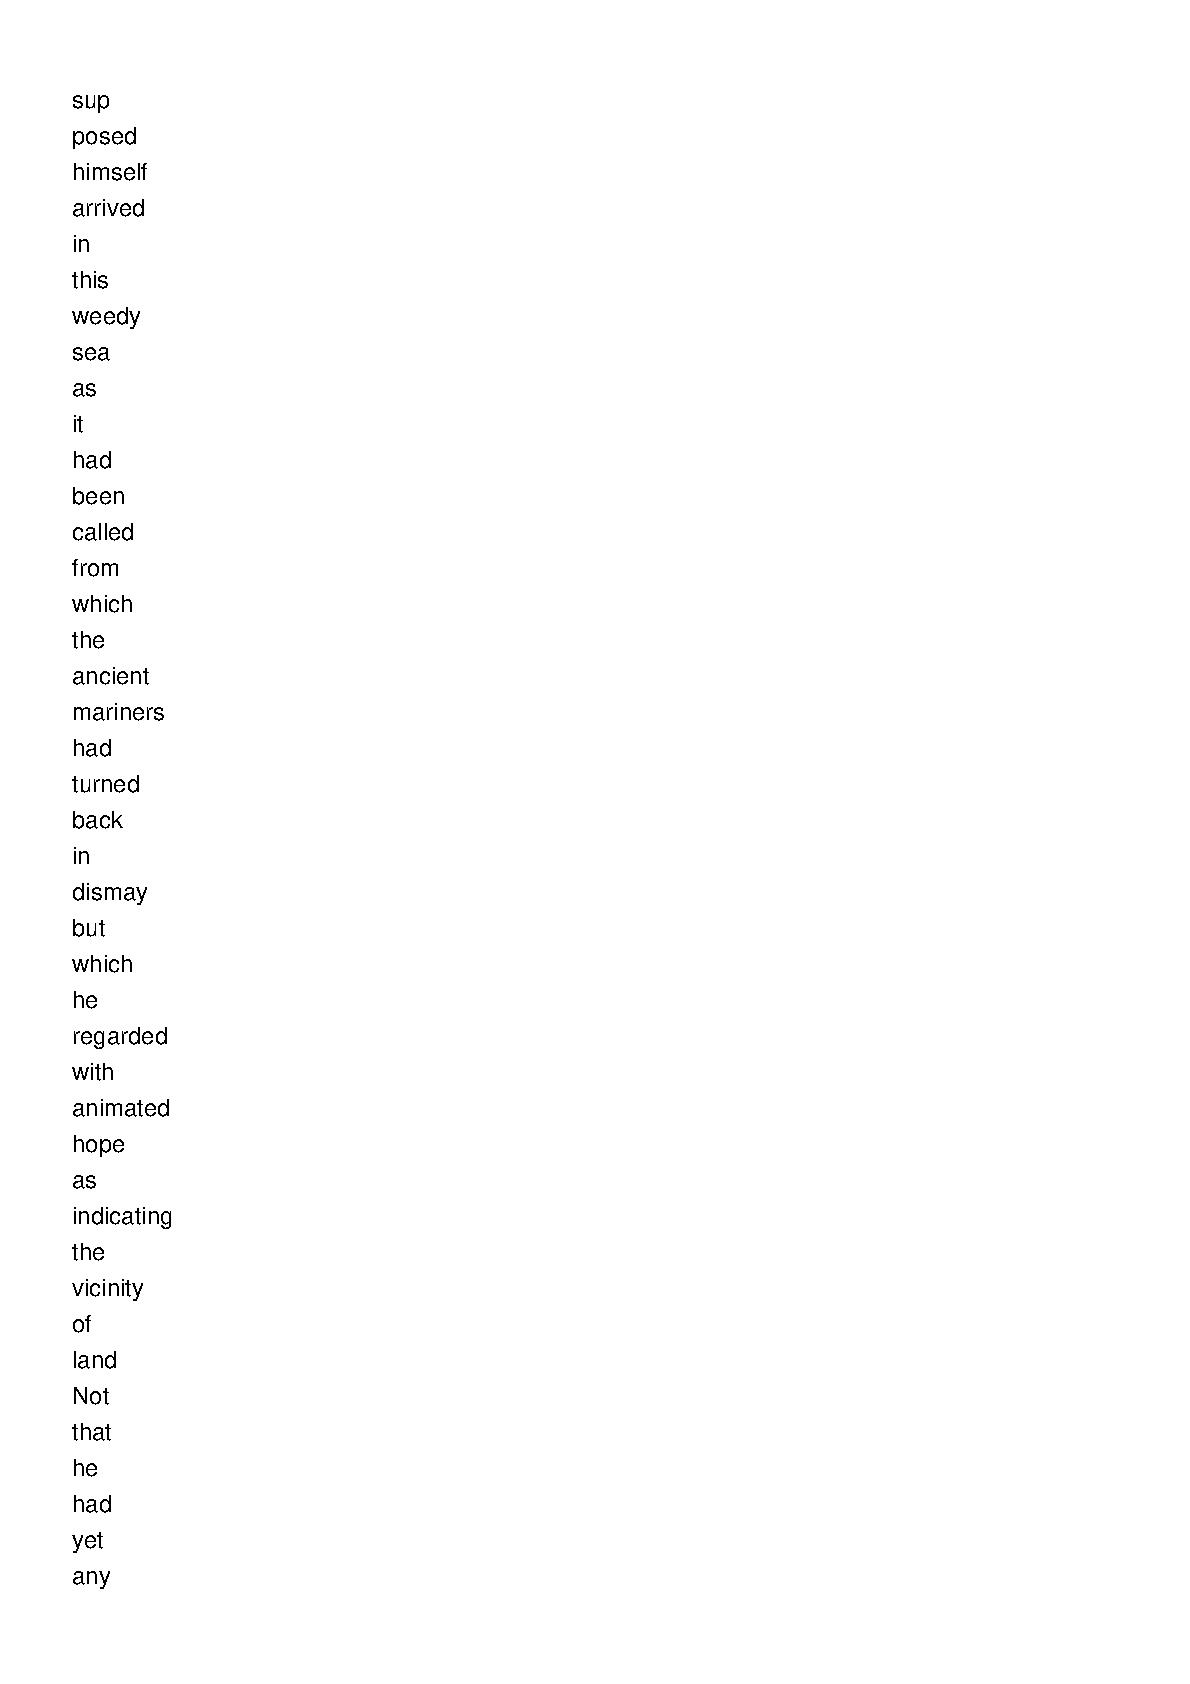 sup
posed
himself
arrived
in
this
weedy
sea
as
it
had
been
called
from
which
the
ancient
mariners
had
turned
back
in
dismay
but
which
he
regarded
with
animated
hope
as
indicating
the
vicinity
of
land
Not
that
he
had
yet
any